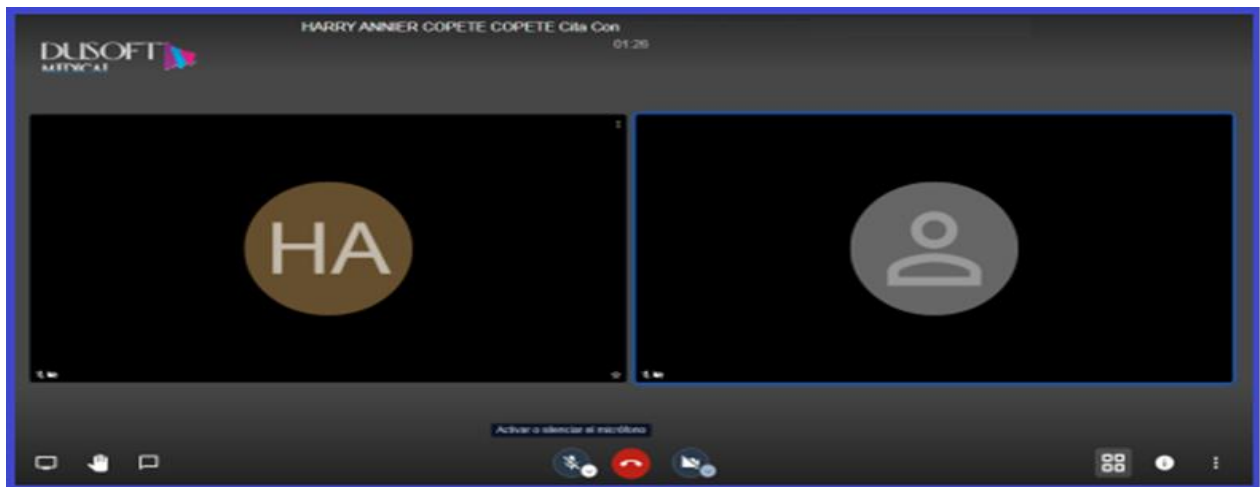 HARRY ANNIER COPETE COPETE Cita Con
01:26
DUSOFT
MEDICAL
HA
Activar o silenciar el micrófono